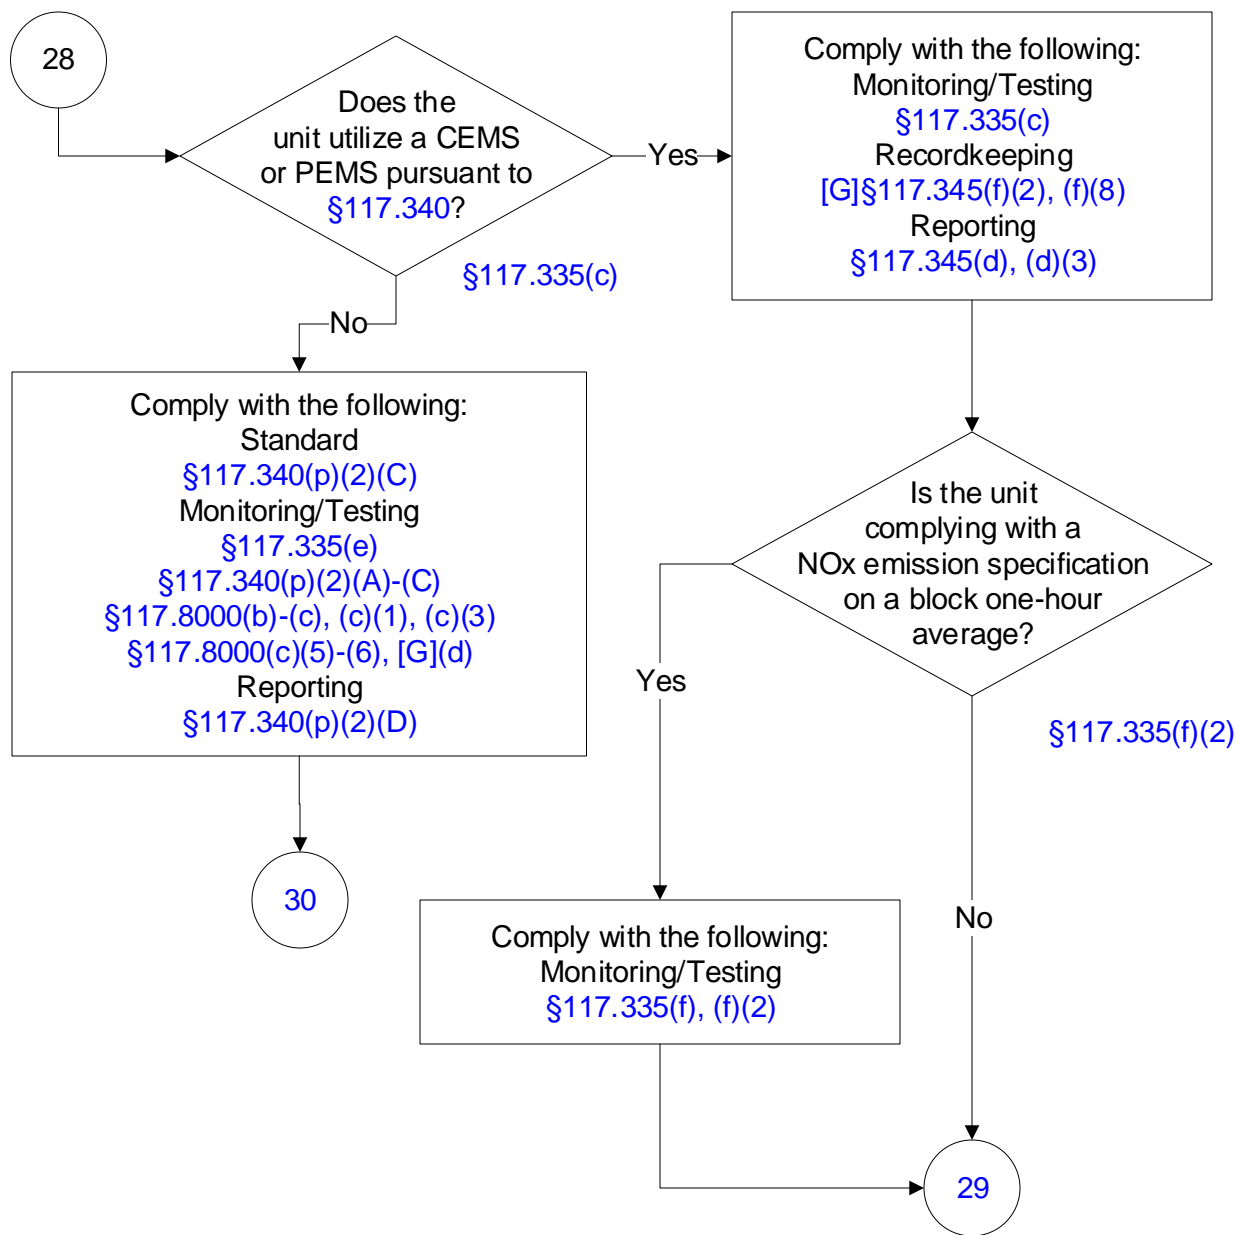 28
Does the
unit utilize a CEMS
or PEMS pursuant to
§117.340?
§117.335(c)
Yes
Comply with the following:
Monitoring/Testing
§117.335(c)
Recordkeeping
[G]§117.345(f)(2), (f)(8)
Reporting
§117.345(d), (d)(3)
No
Comply with the following:
Standard
§117.340(p)(2)(C)
Monitoring/Testing
§117.335(e)
§117.340(p)(2)(A)-(C)
§117.8000(b)-(c), (c)(1), (c)(3)
§117.8000(c)(5)-(6), [G](d)
Reporting
§117.340(p)(2)(D)
30
Is the unit
complying with a
NOx emission specification
on a block one-hour
average?
§117.335(f)(2)
Yes
Comply with the following:
Monitoring/Testing
§117.335(f), (f)(2)
No
29